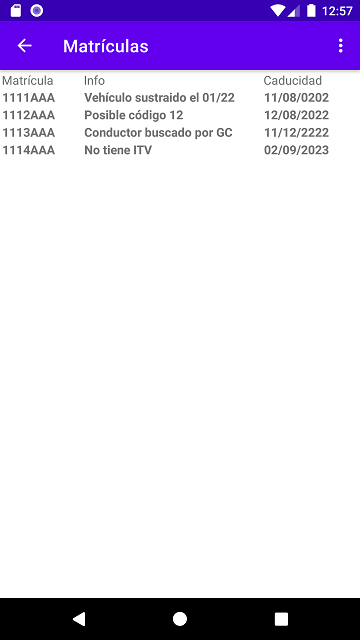 12:57
Matrículas
Matrícula Info Caducidad
1111AAA Vehículo sustraido el 01/22 11/08/0202
1112AAA Posible código 12 12/08/2022
1113AAA Conductor buscado por GC 11/12/2222
1114AAA No tiene ITV 02/09/2023